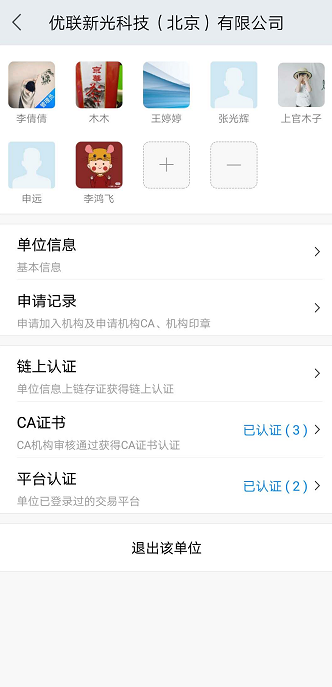 优联新光科技（北京）有限公司
管理员
李倩倩
木木
王婷婷
张光辉
上官木子
申远
李鸿飞
单位信息
基本信息
申请记录
申请加入机构及申请机构CA、机构印章
链上认证
单位信息上链存证获得链上认证
CA证书
已认证(3)
CA机构审核通过获得CA证书认证
平台认证
已认证(2)
单位已登录过的交易平台
退出该单位